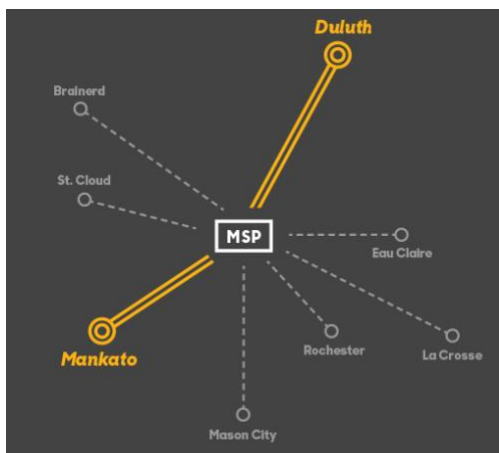 Duluth
Brainerd
St. Cloud
MSP
Eau Claire
Mankato
Rochester
La Crosse
Mason City